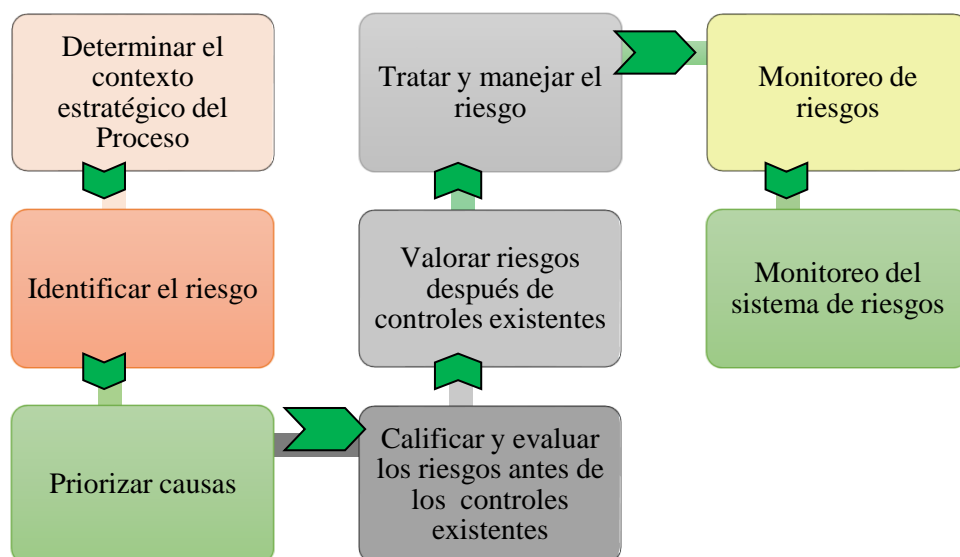 Determinar el
contexto
estratégico del
Proceso
Identificar el riesgo
Priorizar causas
Calificar y evaluar
los riesgos antes de
los controles
existentes
Valorar riesgos
después de
controles existentes
Tratar y manejar el
riesgo
Monitoreo de
riesgos
Monitoreo del
sistema de riesgos